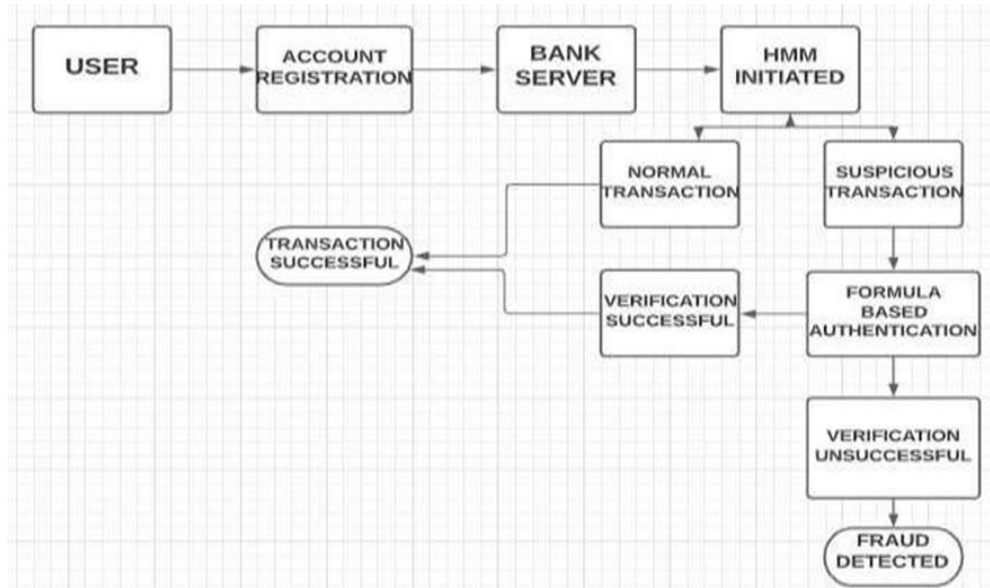 USER
ACCOUNT
REGISTRATION
BANK
SERVER
HMM
INITIATED
NORMAL
TRANSACTION
SUSPICIOUS
TRANSACTION
TRANSACTION
SUCCESSFUL
VERIFICATION
SUCCESSFUL
FORMULA
BASED
AUTHENTICATION
VERIFICATION
UNSUCCESSFUL
FRAUD
DETECTED